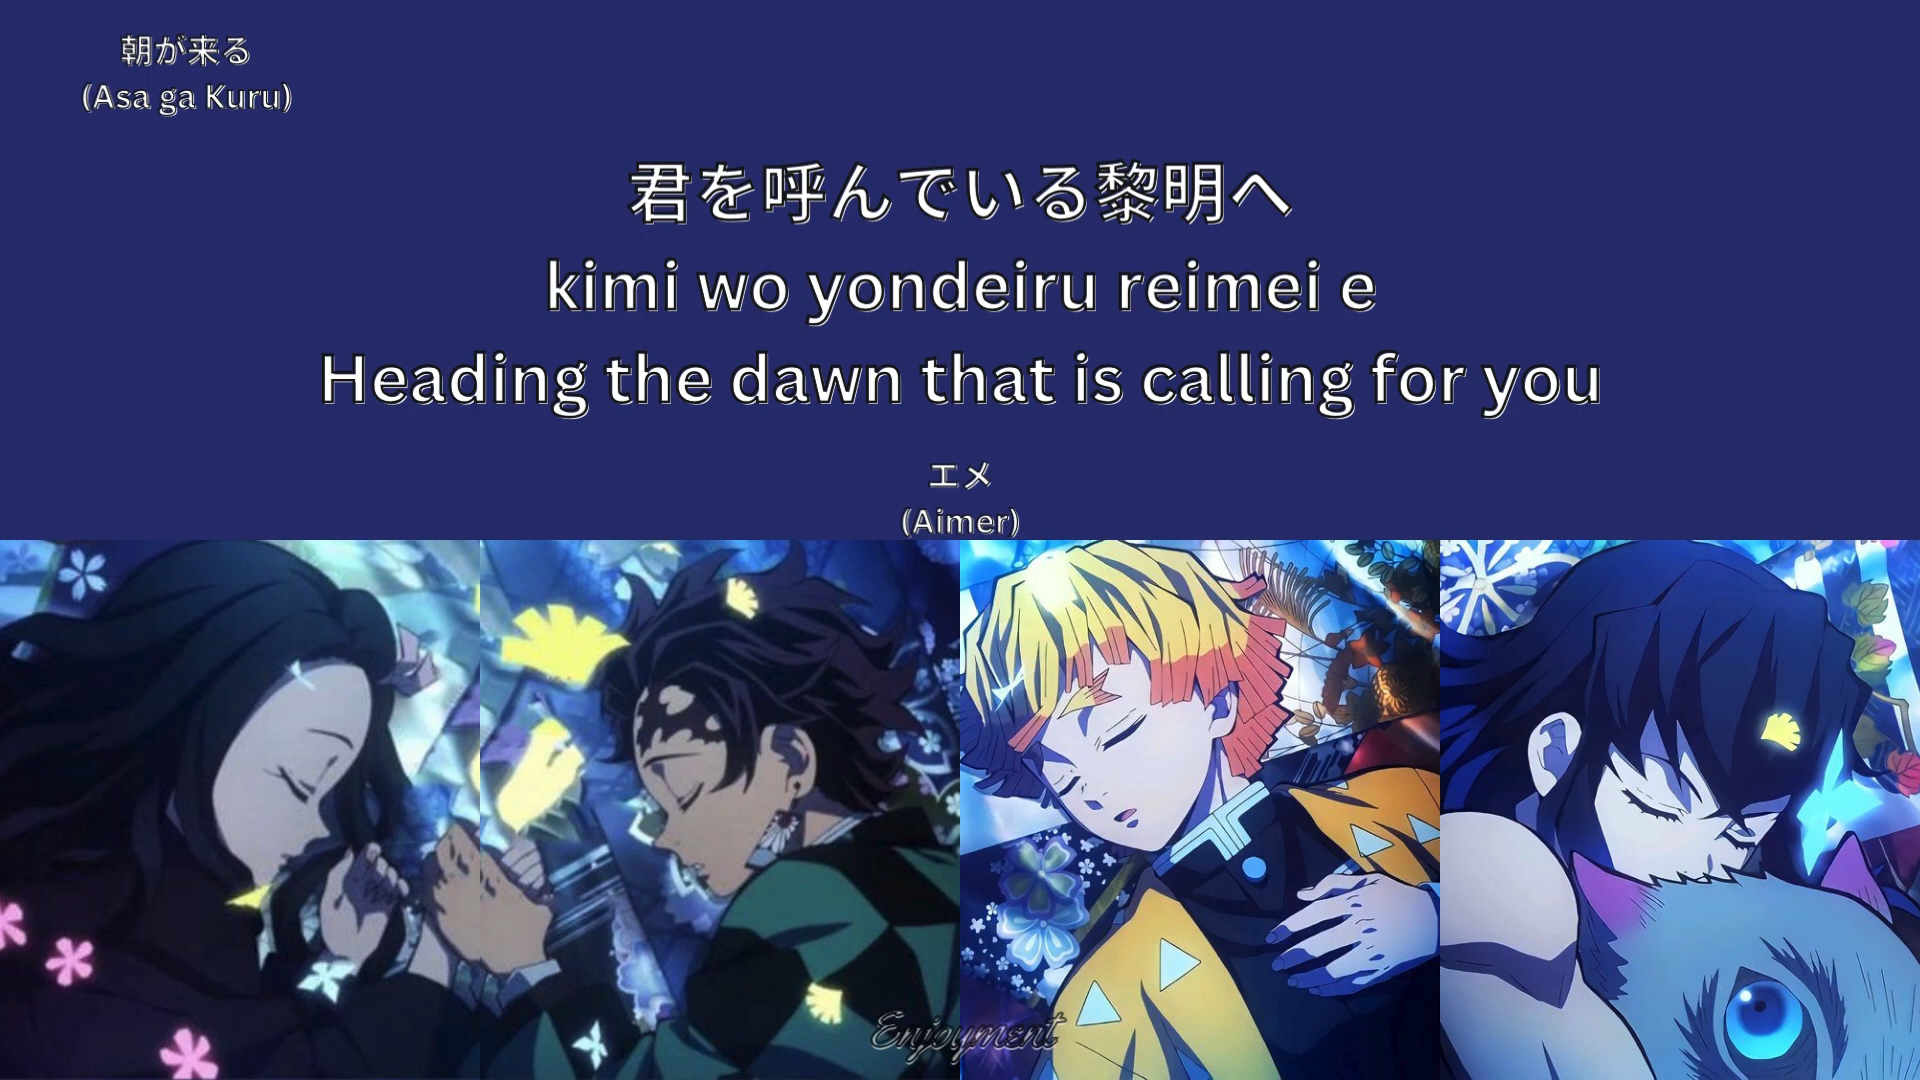 朝が来る
(Asa ga Kuru)
君を呼んでいる黎明へ
kimi wo yondeiru reimei e
Heading the dawn that is calling for you
エメ
(Aimer)
Enjoyment